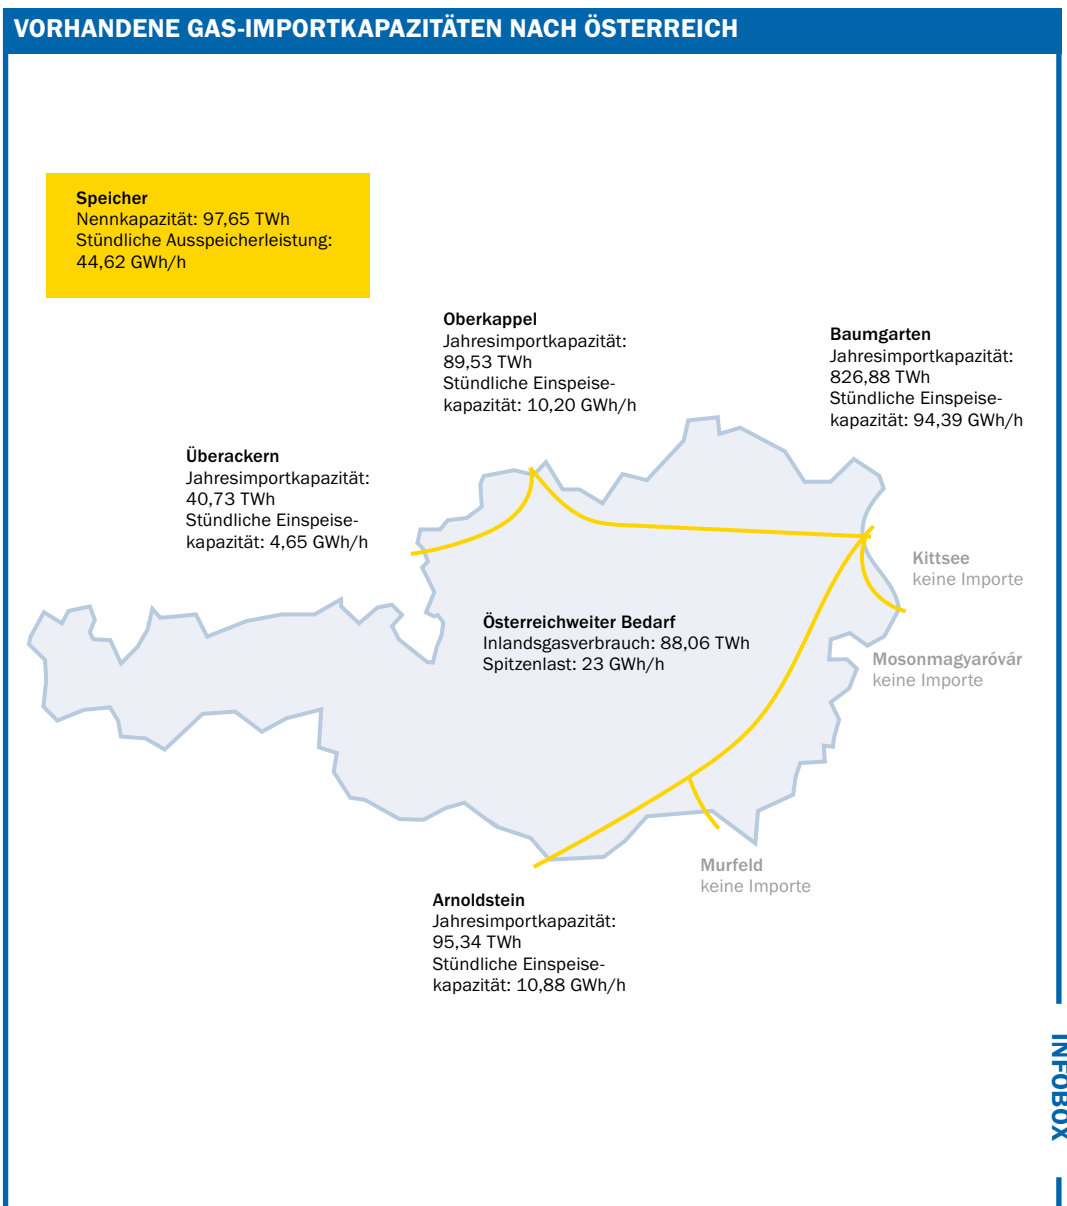 VORHANDENE GAS-IMPORTKAPAZITÄTEN NACH ÖSTERREICH
Speicher
Nennkapazität: 97,65 TWh
Stündliche Ausspeicherleistung:
44,62 GWh/h
Oberkappel
Jahresimportkapazität:
89,53 TWh
Stündliche Einspeise-
kapazität: 10,20 GWh/h
Baumgarten
Jahresimportkapazität:
826,88 TWh
Stündliche Einspeise-
kapazität: 94,39 GWh/h
Überackern
Jahresimportkapazität:
40,73 TWh
Stündliche Einspeise-
kapazität: 4,65 GWh/h
Kittsee
keine Importe
Österreichweiter Bedarf
Inlandsgasverbrauch: 88,06 TWh
Spitzenlast: 23 GWh/h
Mosonmagyaróvár
keine Importe
Murfeld
keine Importe
Arnoldstein
Jahresimportkapazität:
95,34 TWh
Stündliche Einspeise-
kapazität: 10,88 GWh/h
INFOBOX